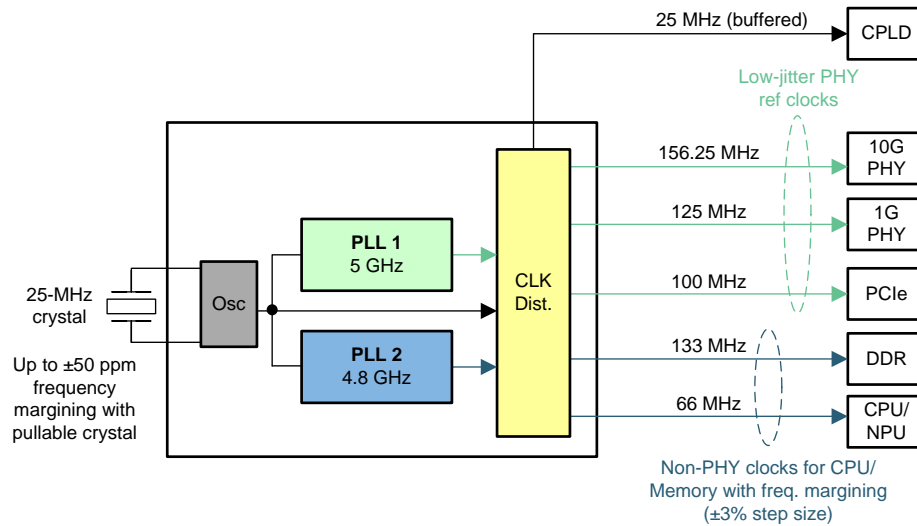 25 MHz (buffered)
CPLD
Low-jitter PHY
ref clocks
156.25 MHz
10G
PHY
125 MHz
1G
PHY
PLL 1
5 GHz
CLK
Dist.
100 MHz
PCIe
25-MHz
crystal
Osc
Up to ±50 ppm
frequency
margining with
pullable crystal
PLL 2
4.8 GHz
133 MHz
DDR
66 MHz
CPU/
NPU
Non-PHY clocks for CPU/
Memory with freq. margining
(±3% step size)